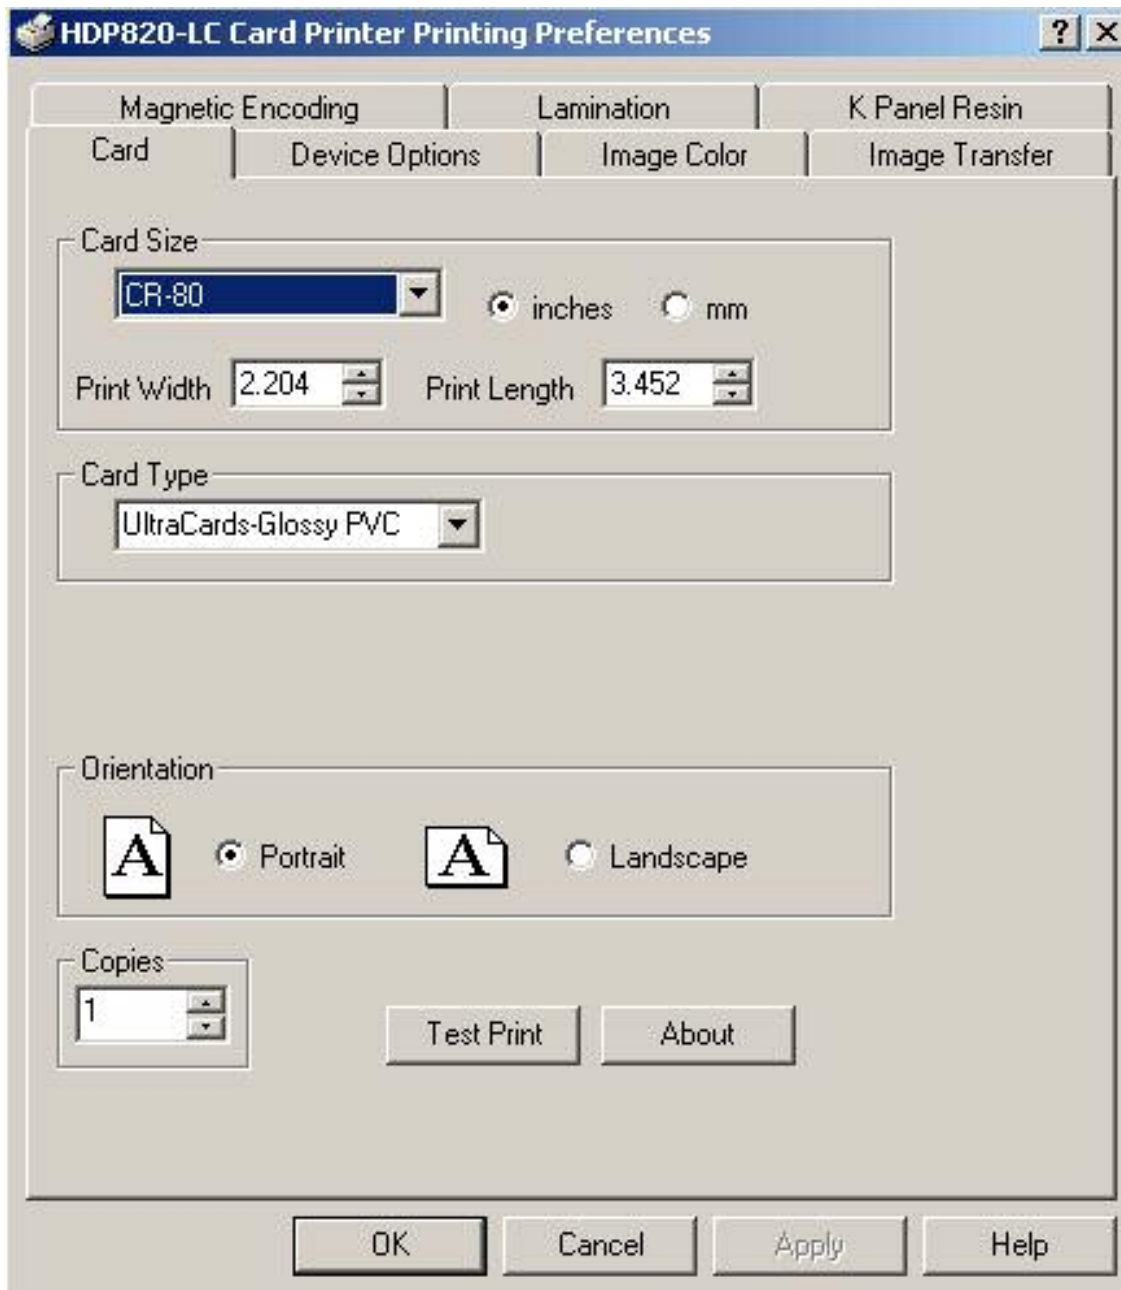 HDP820-LC Card Printer Printing Preferences
Magnetic Encoding Lamination K Panel Resin
Card Device Options Image Color Image Transfer
Card Size
CR-80 inches mm
Print Width 2.204 Print Length 3.452
Card Type
UltraCards-Glossy PVC
Orientation
A Portrait A Landscape
Copies
1
Test Print About
OK Cancel Apply Help